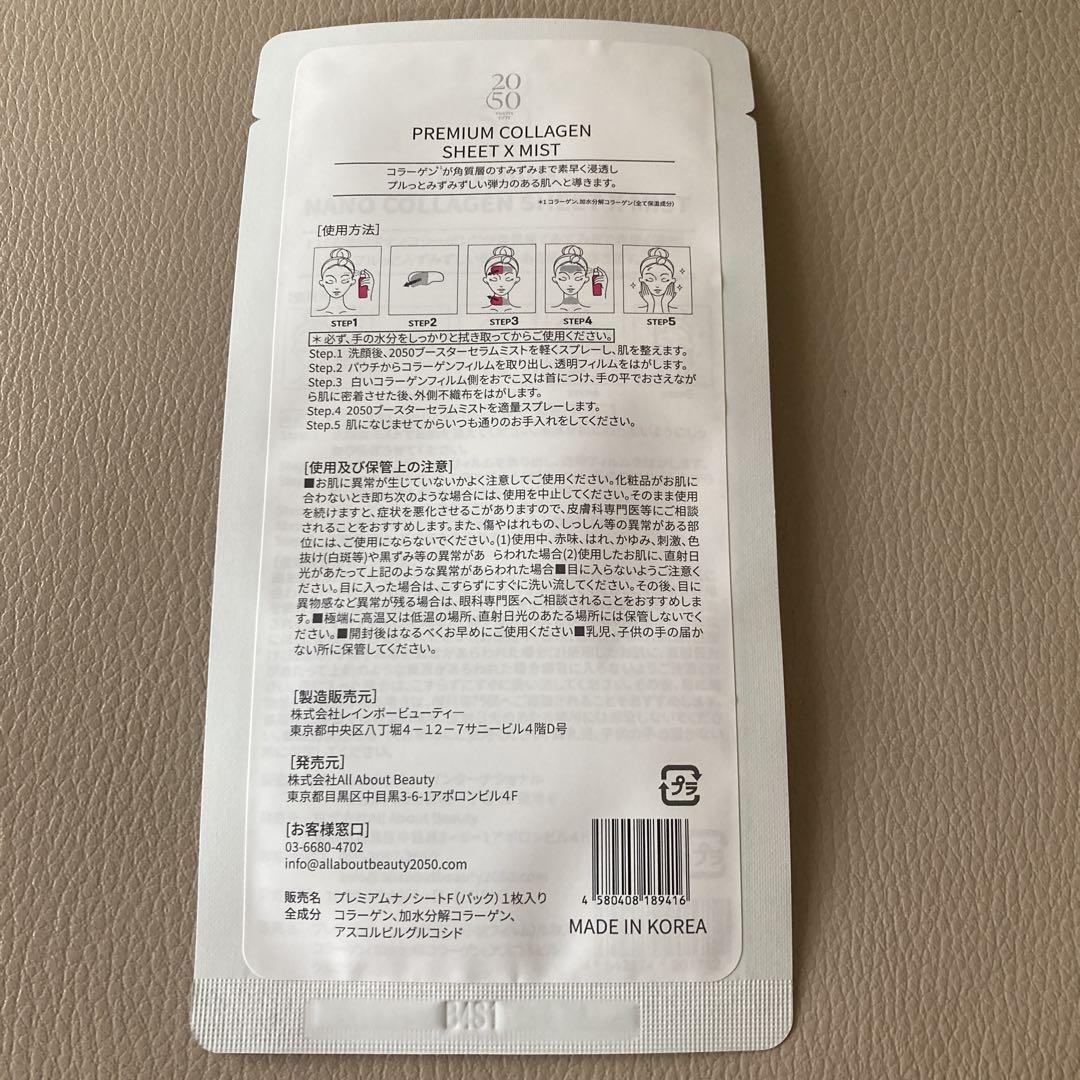 20
50
PREMIUM COLLAGEN
SHEET X MIST
コラーゲン*¹が角質層のすみずみまで素早く浸透し
プルっとみずみずしい弾力のある肌へと導きます。
*1 コラーゲン、加水分解コラーゲン(全て保湿成分)
[使用方法]
STEP1 STEP2 STEP3 STEP4 STEP5
*必ず、手の水分をしっかりと拭き取ってからご使用ください。
Step.1 洗顔後、2050ブースターセラムミストを軽くスプレーし、肌を整えます。
Step.2 パウチからコラーゲンフィルムを取り出し、透明フィルムをはがします。
Step.3 白いコラーゲンフィルム側をおでこ又は首につけ、手の平でおさえなが
ら肌に密着させた後、外側不織布をはがします。
Step.4 2050ブースターセラムミストを適量スプレーします。
Step.5 肌になじませてからいつも通りのお手入れをしてください。
[使用及び保管上の注意]
■お肌に異常が生じていないかよく注意してご使用ください。化粧品がお肌に
合わないとき即ち次のような場合には、使用を中止してください。そのまま使用
を続けますと、症状を悪化させるこがありますので、皮膚科専門医等にご相談
されることをおすすめします。また、傷やはれもの、しっしん等の異常がある部
位には、ご使用にならないでください。(1)使用中、赤味、はれ、かゆみ、刺激、色
抜け(白斑等)や黒ずみ等の異常があ らわれた場合(2)使用したお肌に、直射日
光があたって上記のような異常があらわれた場合■目に入らないようご注意く
ださい。目に入った場合は、こすらずにすぐに洗い流してください。その後、目に
異物感など異常が残る場合は、眼科専門医へご相談されることをおすすめしま
す。■極端に高温又は低温の場所、直射日光のあたる場所には保管しないでく
ださい。■開封後はなるべくお早めにご使用ください■乳児、子供の手の届か
ない所に保管してください。
[製造販売元]
株式会社レインボービューティー
東京都中央区八丁堀4－12－7サニービル4階D号
[発売元]
株式会社All About Beauty
東京都目黒区中目黒3-6-1アポロンビル4F
プラ
[お客様窓口]
03-6680-4702
info@allaboutbeauty2050.com
販売名 プレミアムナノシートF(パック)1枚入り
全成分 コラーゲン、加水分解コラーゲン、
アスコルビルグルコシド
4 580408 189416
MADE IN KOREA